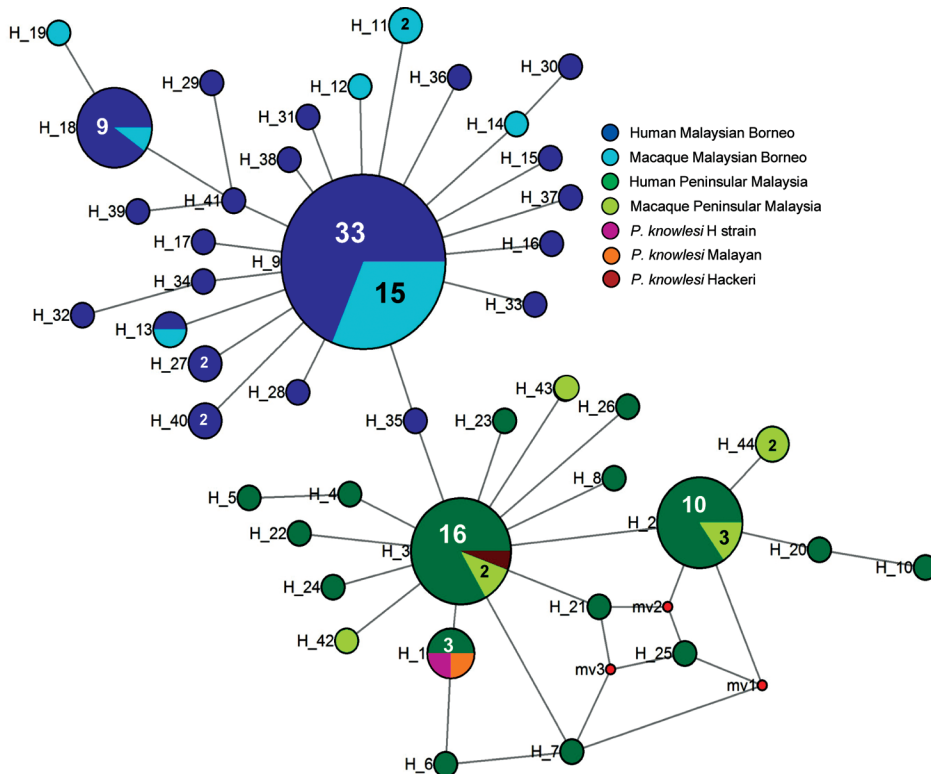 H_19
H_11
2
H_29
H_12
H_36
H_30
H_18
9
H_31
H_14
Human Malaysian Borneo
Macaque Malaysian Borneo
Human Peninsular Malaysia
Macaque Peninsular Malaysia
P. knowlesi H strain
P. knowlesi Malayan
P. knowlesi Hackeri
H_38
H_15
H_39
H_41
H_37
H_17
33
H_9
H_16
H_34
15
H_32
H_33
H_13
H_27
2
H_28
H_43
H_40
2
H_35
H_23
H_26
H_44
2
H_5
H_4
H_8
10
H_22
16
H_3
H_2
3
H_20
H_10
H_24
2
H_21
mv2
H_42
H_1
3
H_25
mv3
mv1
H_6
H_7